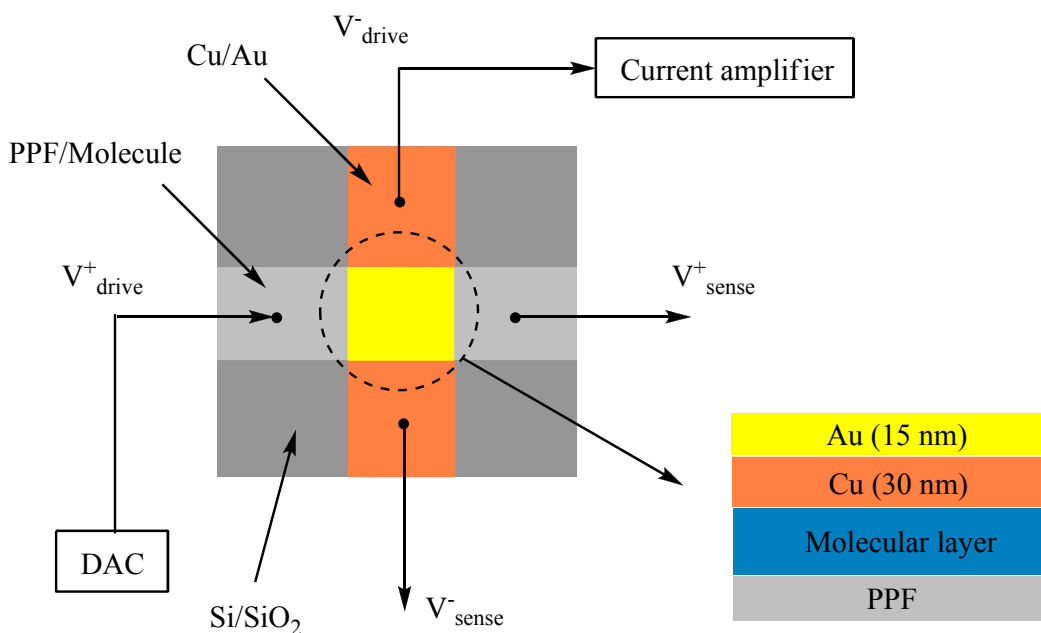 V⁻drive
Cu/Au
Current amplifier
PPF/Molecule
V⁺drive
V⁺sense
Au (15 nm)
Cu (30 nm)
Molecular layer
PPF
DAC
Si/SiO₂
V⁻sense